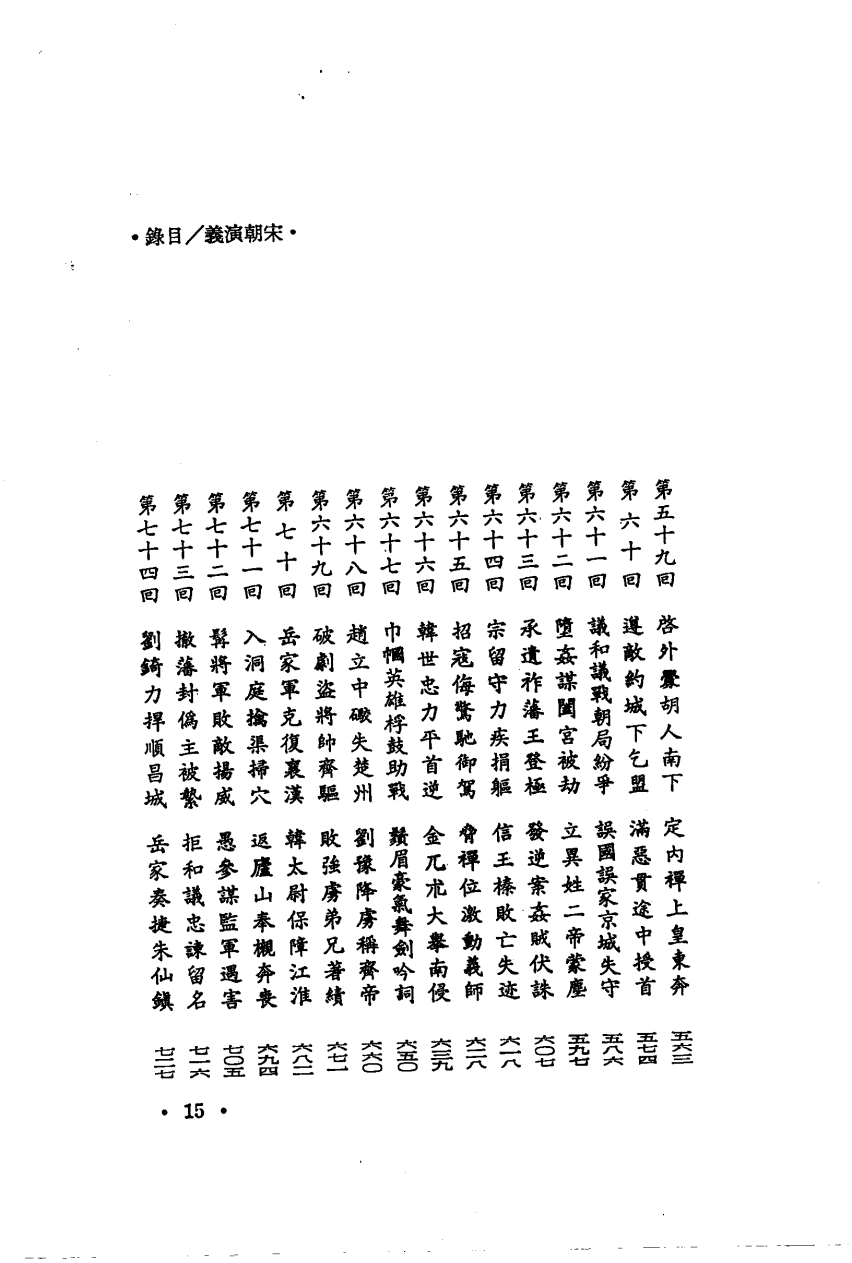 •錄目／義演朝宋•
第五十九回 啓外釁胡人南下 定內禪上皇東奔 五六三
第六十回 遑敵約城下乞盟 滿惡貫途中授首 五七四
第六十一回 議和議戰朝局紛爭 誤國誤家京城失守 五八六
第六十二回 墮姦謀闔宮被劫 立異姓二帝蒙塵 五九七
第六十三回 承遺祚藩王登極 發逆案姦賊伏誅 六〇七
第六十四回 宗留守力疾捐軀 信王榛敗亡失迹 六一八
第六十五回 招寇侮驚馳御駕 脅禪位激動義師 六二八
第六十六回 韓世忠力平首逆 金兀朮大舉南侵 六三九
第六十七回 巾幗英雄桴鼓助戰 鬚眉豪氣舞劍吟詞 六五〇
第六十八回 趙立中礮失楚州 劉豫降虜稱齊帝 六六〇
第六十九回 破劇盜將帥齊驅 敗強虜弟兄著績 六七一
第七十回 岳家軍克復襄漢 韓太尉保障江淮 六八二
第七十一回 入洞庭擒渠掃穴 返廬山奉櫬奔喪 六九四
第七十二回 髯將軍敗敵揚威 愚參謀監軍遇害 七〇五
第七十三回 撤藩封僞主被縶 拒和議忠諫留名 七一六
第七十四回 劉錡力捍順昌城 岳家奏捷朱仙鎮 七二七
• 15 •